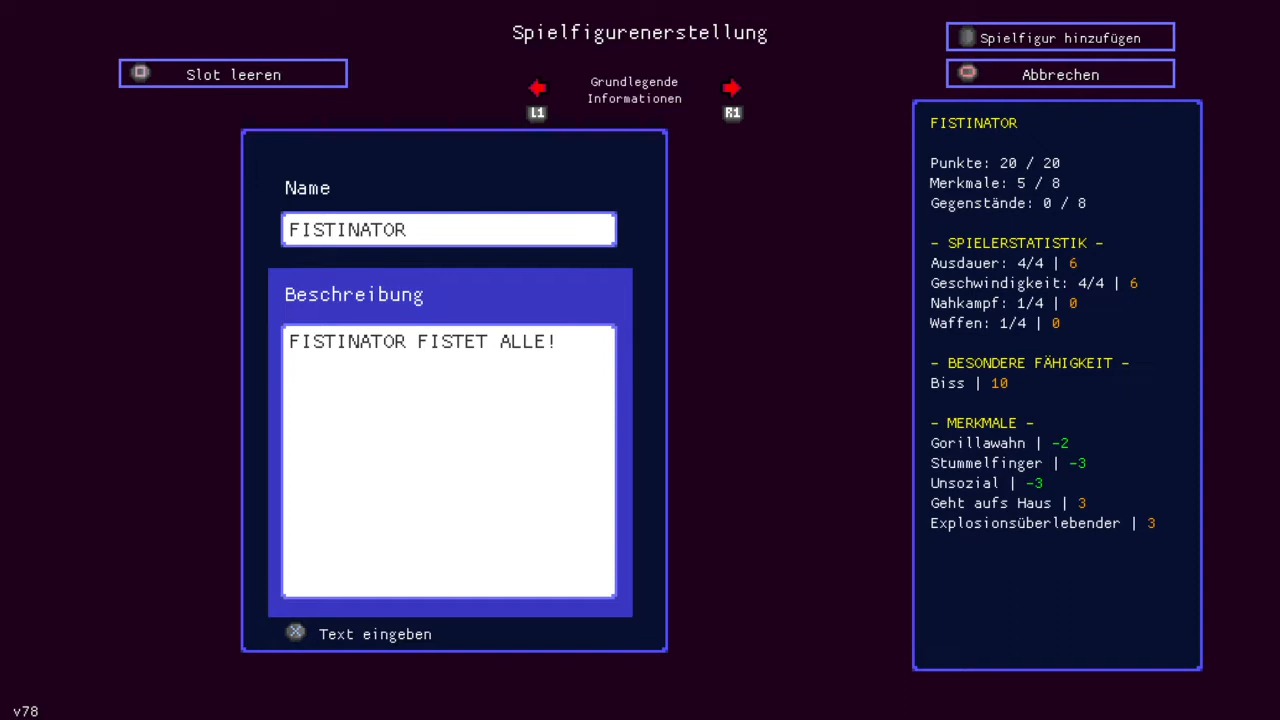 Spielfigurenerstellung
Slot leeren
Grundlegende
Informationen
L1
R1
Spielfigur hinzufügen
Abbrechen
Name
FISTINATOR
Beschreibung
FISTINATOR FISTET ALLE!
Text eingeben
FISTINATOR
Punkte: 20 / 20
Merkmale: 5 / 8
Gegenstände: 0 / 8
- SPIELERSTATISTIK -
Ausdauer: 4/4 | 6
Geschwindigkeit: 4/4 | 6
Nahkampf: 1/4 | 0
Waffen: 1/4 | 0
- BESONDERE FÄHIGKEIT -
Biss | 10
- MERKMALE -
Gorillawahn | -2
Stummelfinger | -3
Unsozial | -3
Geht aufs Haus | 3
Explosionsüberlebender | 3
v78